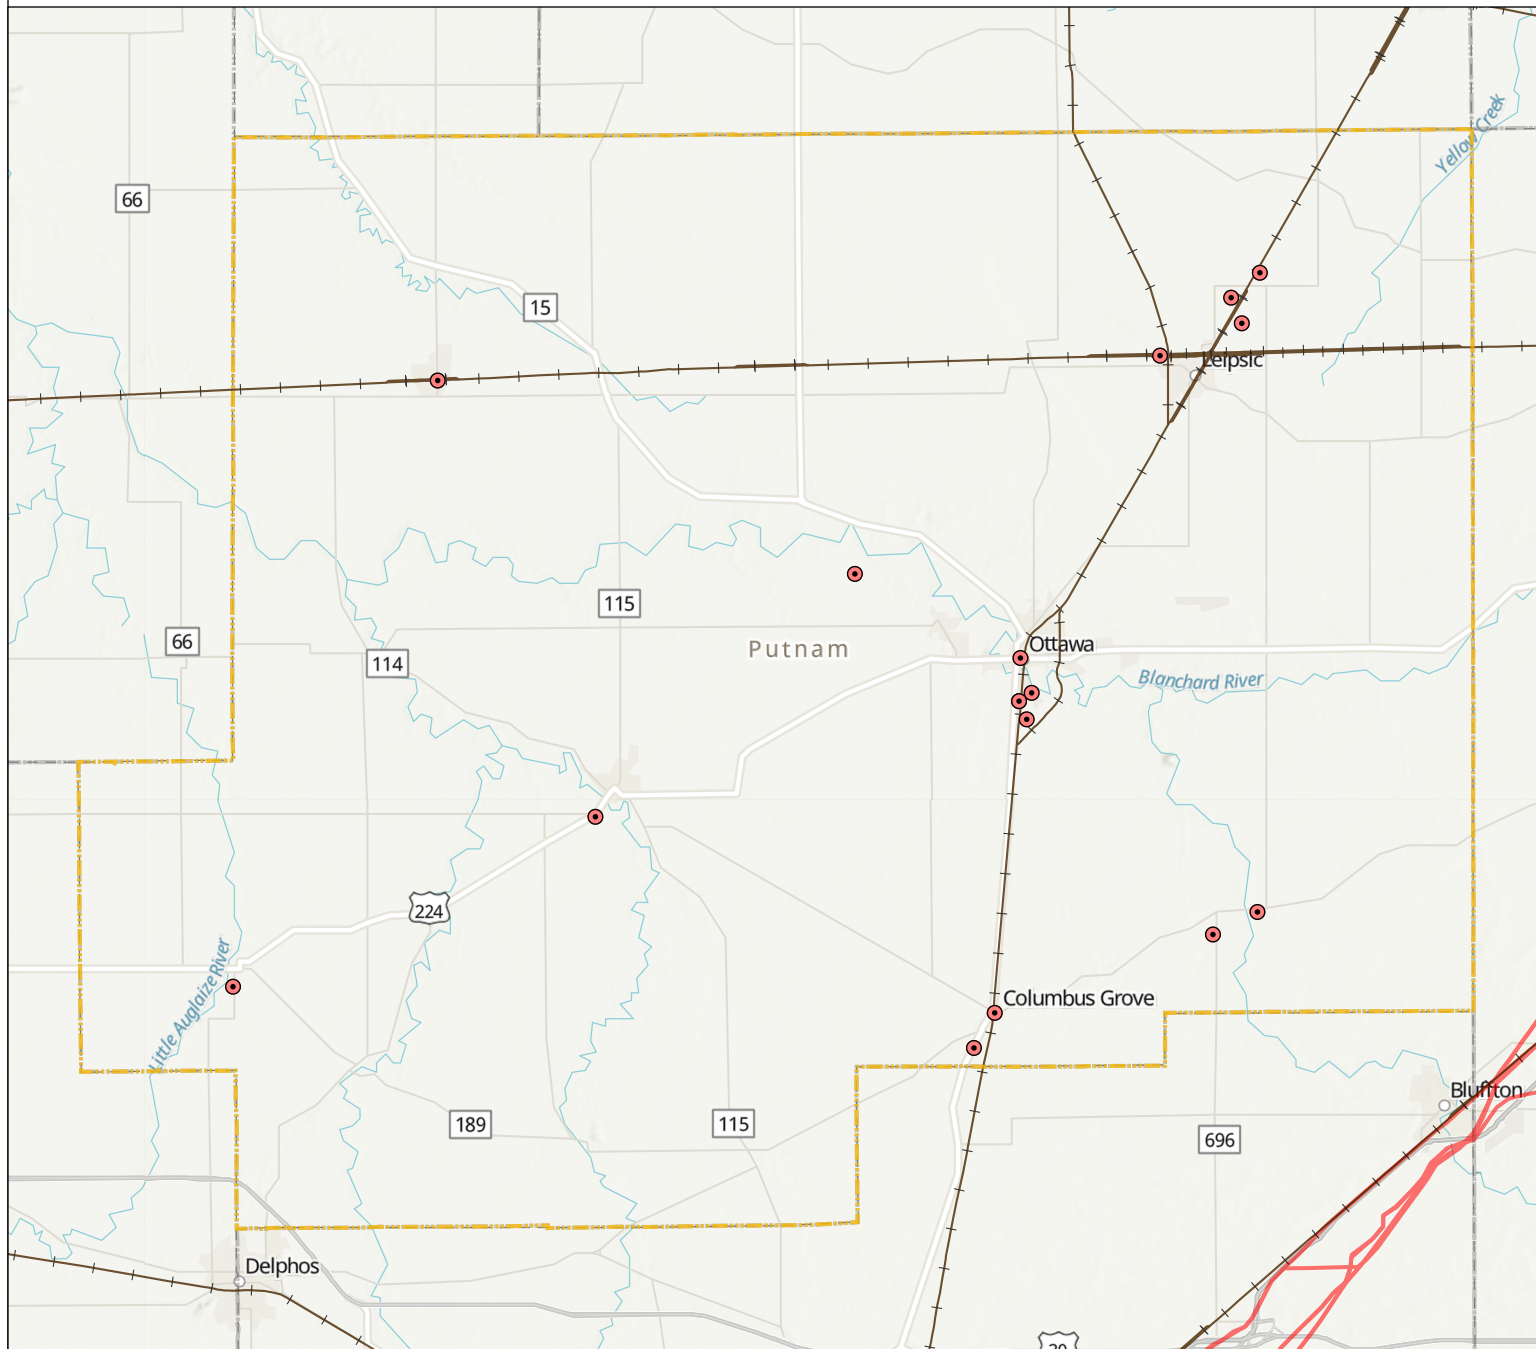 Yellow Creek
66
15
Leipsic
115
Ottawa
66
Putnam
114
Blanchard River
224
Little Auglaize River
Columbus Grove
Bluffton
189
115
696
Delphos